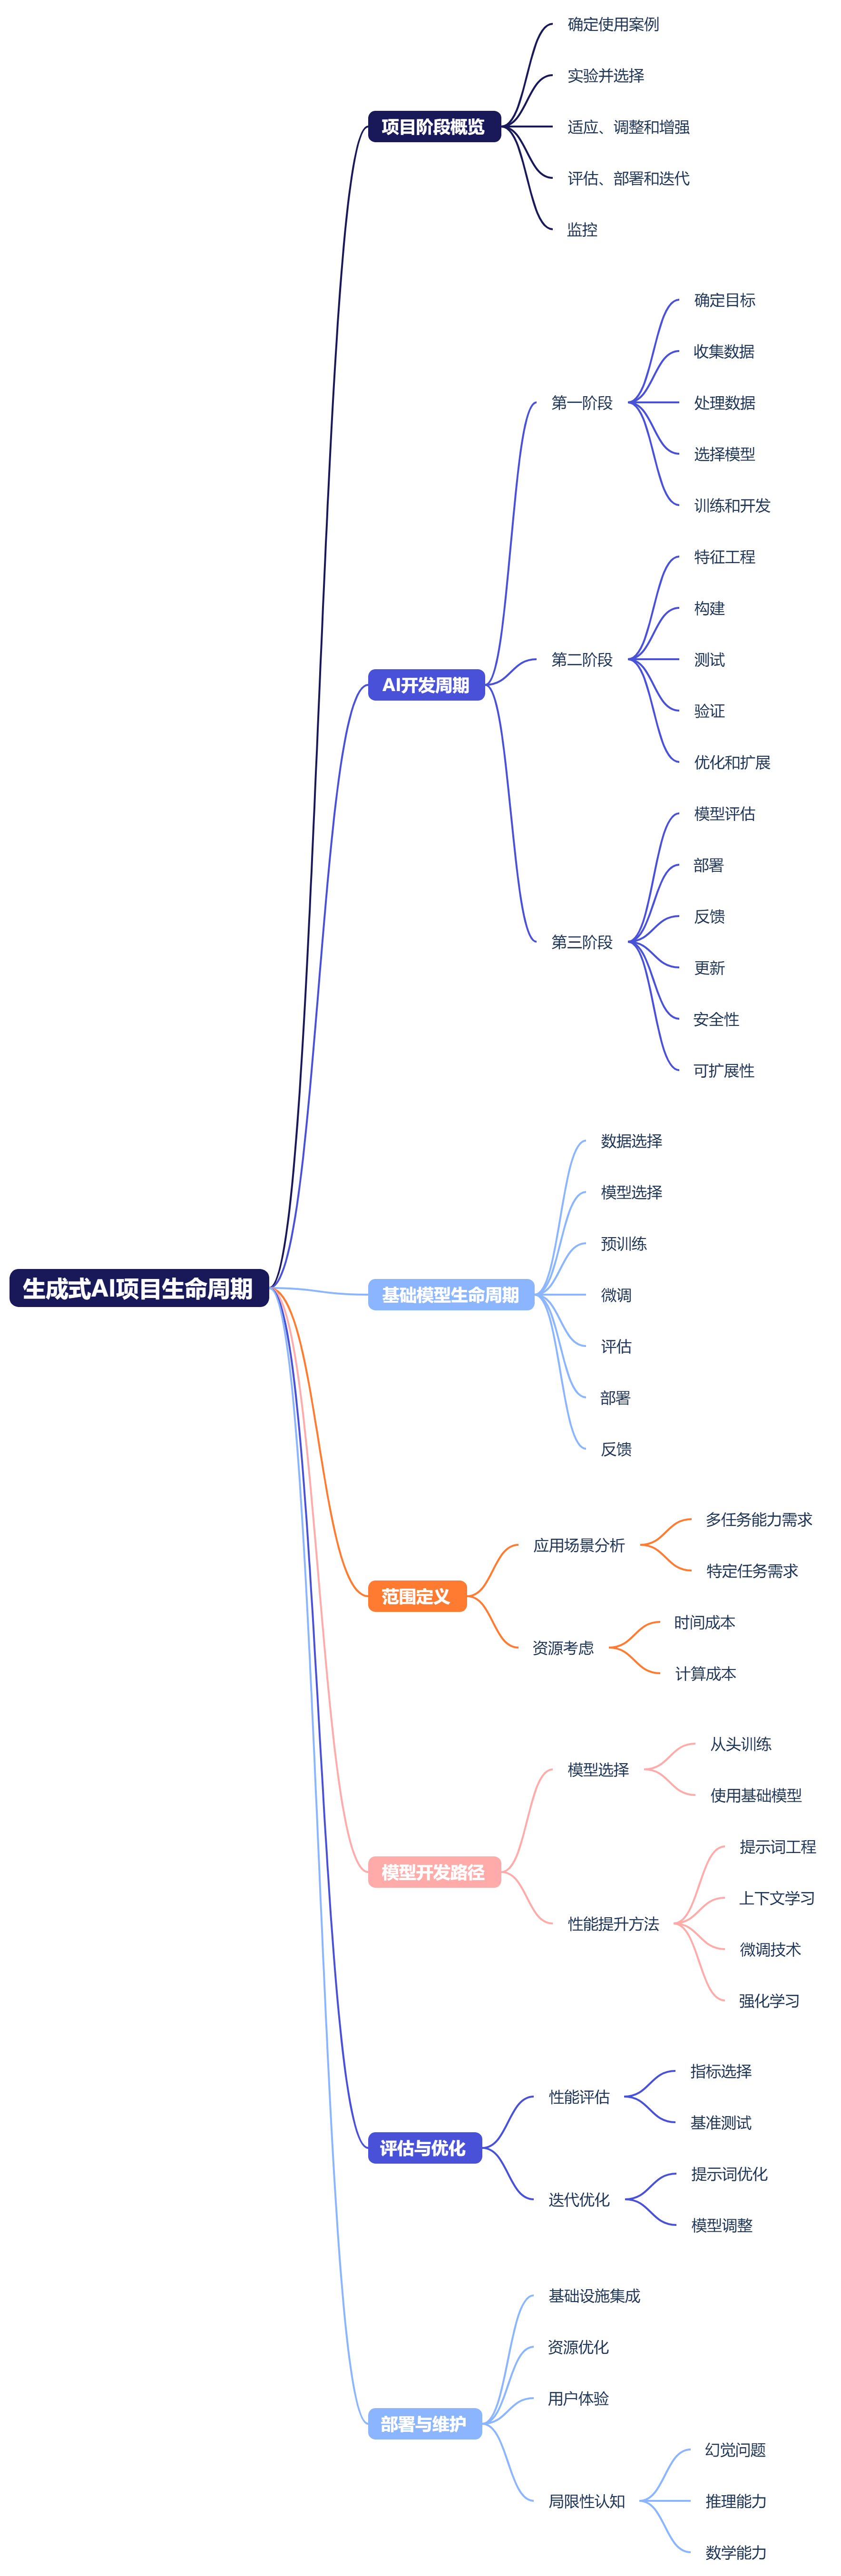 生成式AI项目生命周期
项目阶段概览
确定使用案例
实验并选择
适应、调整和增强
评估、部署和迭代
监控
AI开发周期
第一阶段
确定目标
收集数据
处理数据
选择模型
训练和开发
第二阶段
特征工程
构建
测试
验证
优化和扩展
第三阶段
模型评估
部署
反馈
更新
安全性
可扩展性
基础模型生命周期
数据选择
模型选择
预训练
微调
评估
部署
反馈
范围定义
应用场景分析
多任务能力需求
特定任务需求
资源考虑
时间成本
计算成本
模型开发路径
模型选择
从头训练
使用基础模型
性能提升方法
提示词工程
上下文学习
微调技术
强化学习
评估与优化
性能评估
指标选择
基准测试
迭代优化
提示词优化
模型调整
部署与维护
基础设施集成
资源优化
用户体验
局限性认知
幻觉问题
推理能力
数学能力